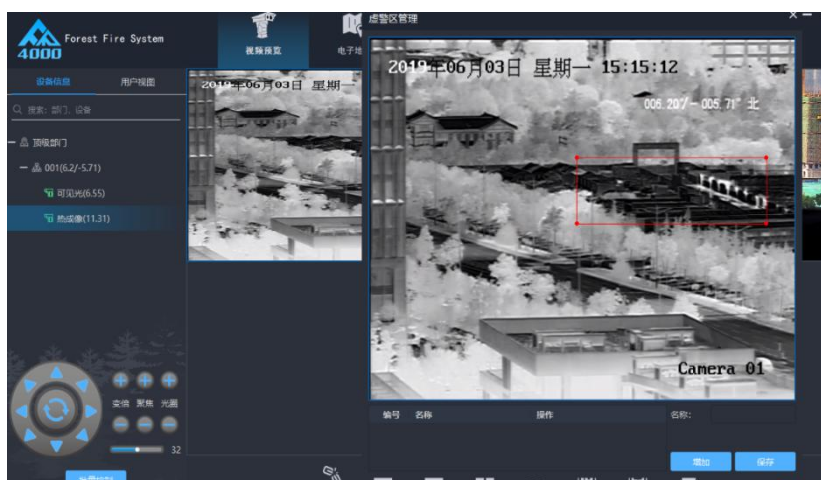 4000
Forest Fire System
视频预览
电子地
虚警区管理
设备信息
用户视图
搜索: 部门、设备
顶级部门
001(6.2/-5.71)
可见光(6.55)
热成像(11.31)
2019年06月03日 星期一
2019年06月03日 星期一 15:15:12
006.20°/- 005.71° 北
Camera 01
变倍 聚焦 光圈
32
编号 名称 操作 名称:
增加 保存